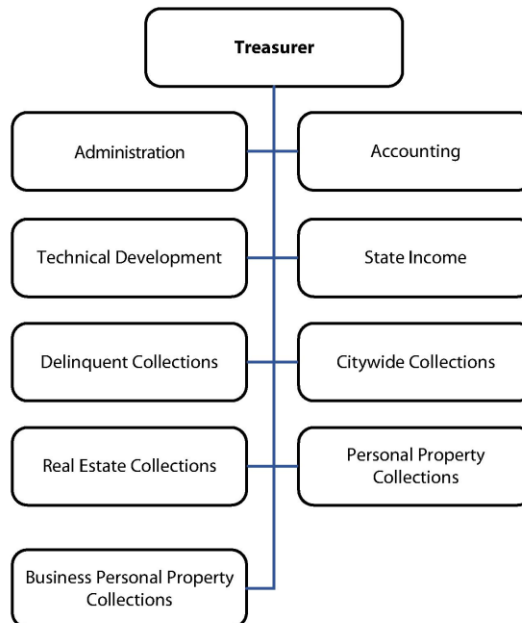 Treasurer
Administration
Accounting
Technical Development
State Income
Delinquent Collections
Citywide Collections
Real Estate Collections
Personal Property
Collections
Business Personal Property
Collections